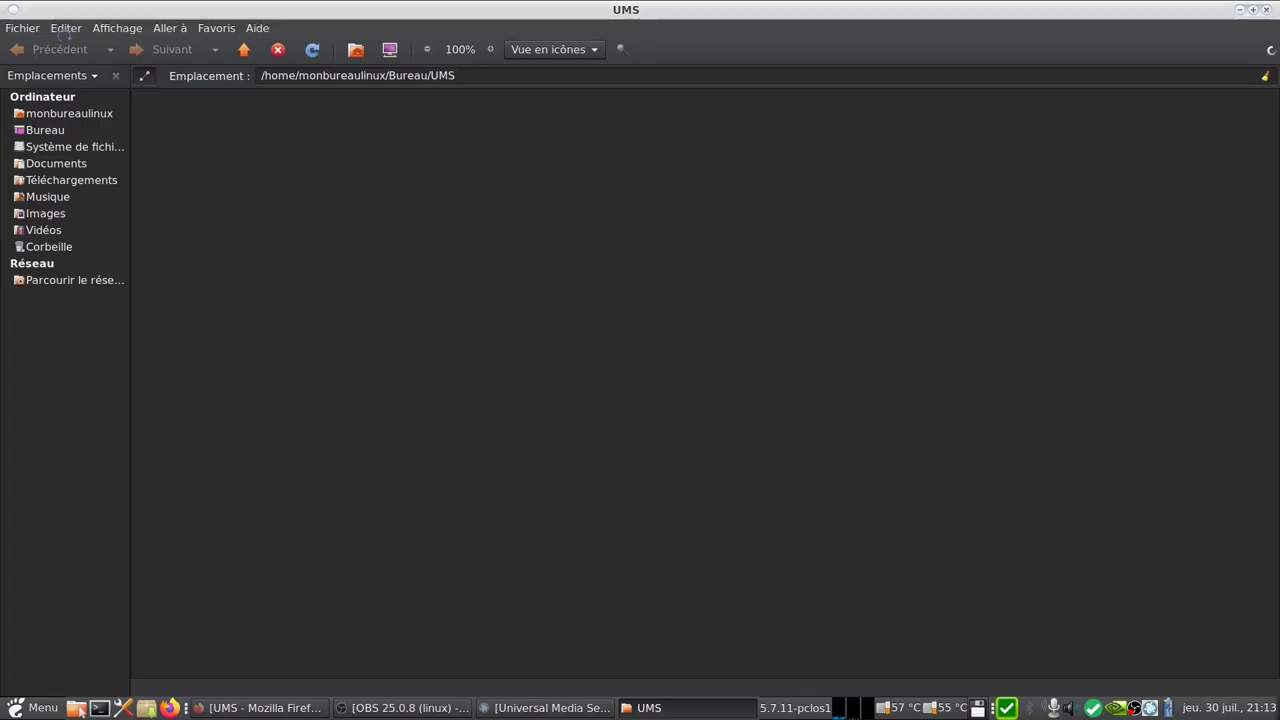 UMS
Fichier Editer Affichage Aller à Favoris Aide
Précédent Suivant 100% Vue en icônes
Emplacements Emplacement : /home/monbureaulinux/Bureau/UMS
Ordinateur
monbureaulinux
Bureau
Système de fichi...
Documents
Téléchargements
Musique
Images
Vidéos
Corbeille
Réseau
Parcourir le rése...
Menu [UMS - Mozilla Firef... [OBS 25.0.8 (linux) -... [Universal Media Se... UMS 5.7.11-pclos1 57 °C 55 °C jeu. 30 juil., 21:13